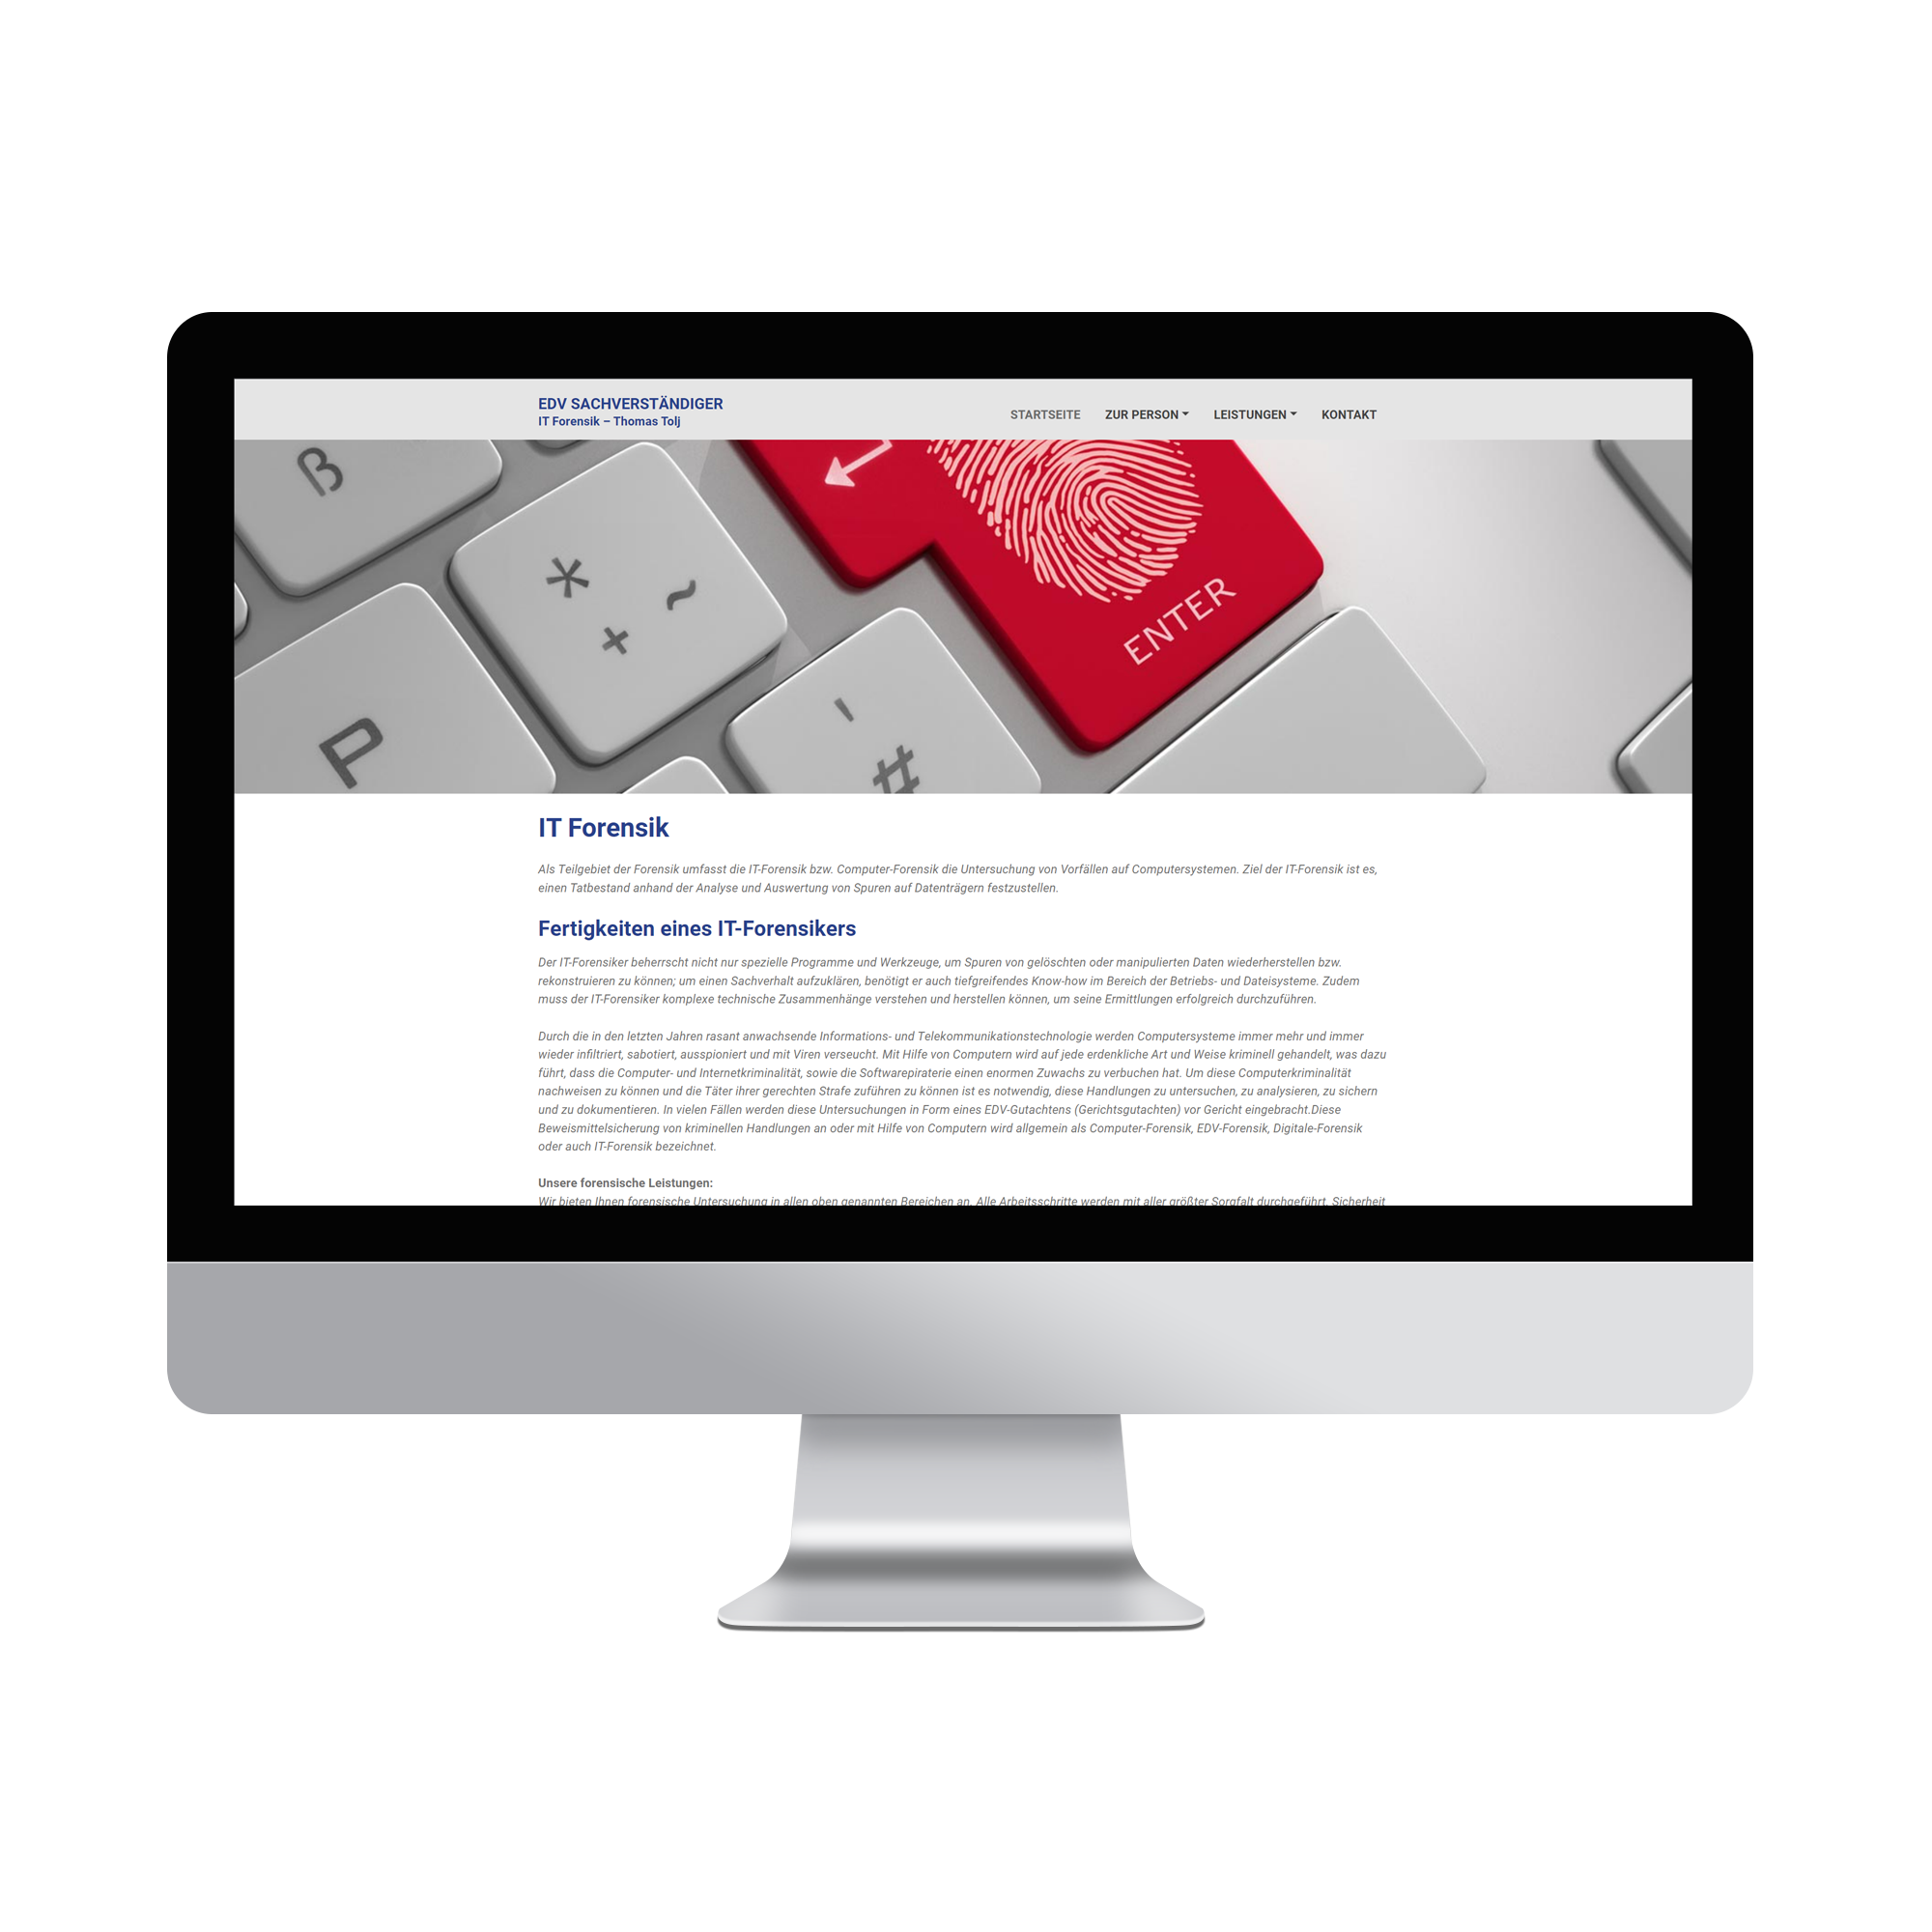 EDV SACHVERSTÄNDIGER
IT Forensik – Thomas Tolj
STARTSEITE ZUR PERSON LEISTUNGEN KONTAKT
ß
* ~
+
P
'
#
ENTER
IT Forensik
Als Teilgebiet der Forensik umfasst die IT-Forensik bzw. Computer-Forensik die Untersuchung von Vorfällen auf Computersystemen. Ziel der IT-Forensik ist es,
einen Tatbestand anhand der Analyse und Auswertung von Spuren auf Datenträgern festzustellen.
Fertigkeiten eines IT-Forensikers
Der IT-Forensiker beherrscht nicht nur spezielle Programme und Werkzeuge, um Spuren von gelöschten oder manipulierten Daten wiederherstellen bzw.
rekonstruieren zu können; um einen Sachverhalt aufzuklären, benötigt er auch tiefgreifendes Know-how im Bereich der Betriebs- und Dateisysteme. Zudem
muss der IT-Forensiker komplexe technische Zusammenhänge verstehen und herstellen können, um seine Ermittlungen erfolgreich durchzuführen.
Durch die in den letzten Jahren rasant anwachsende Informations- und Telekommunikationstechnologie werden Computersysteme immer mehr und immer
wieder infiltriert, sabotiert, ausspioniert und mit Viren verseucht. Mit Hilfe von Computern wird auf jede erdenkliche Art und Weise kriminell gehandelt, was dazu
führt, dass die Computer- und Internetkriminalität, sowie die Softwarepiraterie einen enormen Zuwachs zu verbuchen hat. Um diese Computerkriminalität
nachweisen zu können und die Täter ihrer gerechten Strafe zuführen zu können ist es notwendig, diese Handlungen zu untersuchen, zu analysieren, zu sichern
und zu dokumentieren. In vielen Fällen werden diese Untersuchungen in Form eines EDV-Gutachtens (Gerichtsgutachten) vor Gericht eingebracht.Diese
Beweismittelsicherung von kriminellen Handlungen an oder mit Hilfe von Computern wird allgemein als Computer-Forensik, EDV-Forensik, Digitale-Forensik
oder auch IT-Forensik bezeichnet.
Unsere forensische Leistungen:
Wir bieten Ihnen forensische Untersuchung in allen oben genannten Bereichen an. Alle Arbeitsschritte werden mit aller größter Sorgfalt durchgeführt. Sicherheit